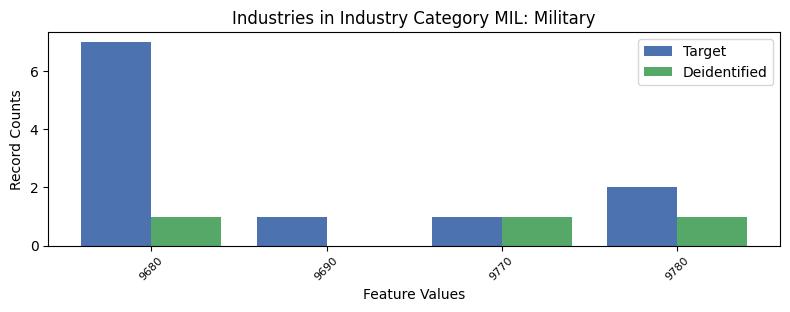 Industries in Industry Category MIL: Military
Target
Deidentified
Record Counts
6
4
2
0
9680
9690
9770
9780
Feature Values